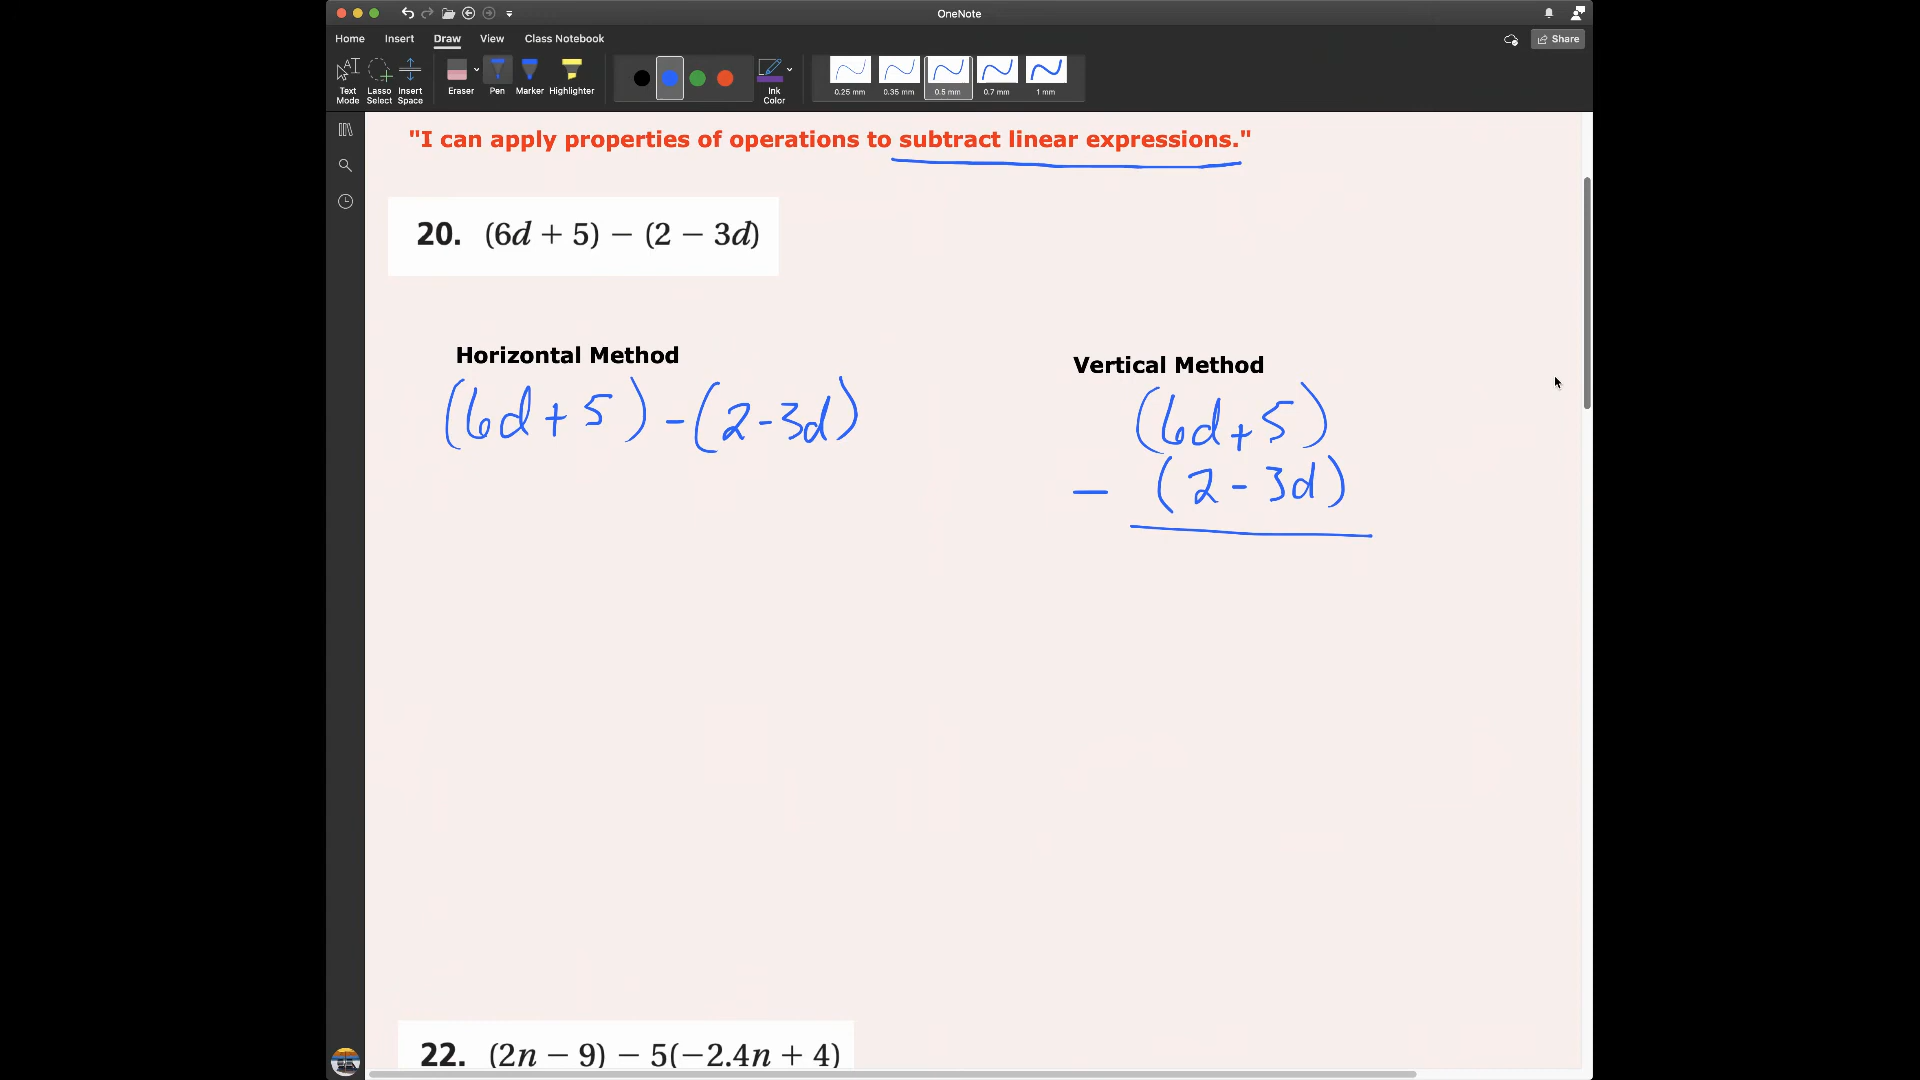 OneNote
Home Insert Draw View Class Notebook
Share
Text Mode
Lasso Select
Insert Space
Eraser
Pen
Marker
Highlighter
Ink Color
0.25 mm
0.35 mm
0.5 mm
0.7 mm
1 mm
"I can apply properties of operations to subtract linear expressions."
20. (6d + 5) − (2 − 3d)
Horizontal Method
(6d + 5) - (2 - 3d)
Vertical Method
(6d + 5)
- (2 - 3d)
22. (2n − 9) − 5(−2.4n + 4)